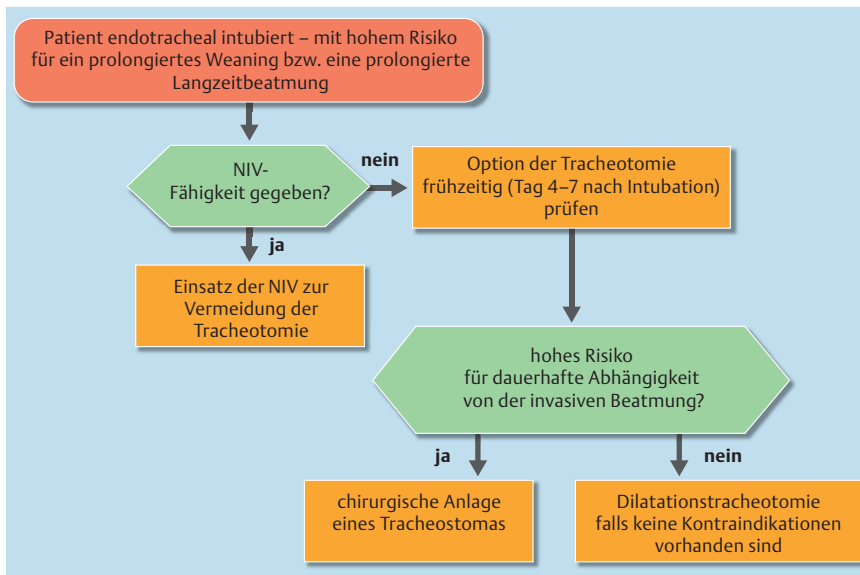 Patient endotracheal intubiert – mit hohem Risiko
für ein prolongiertes Weaning bzw. eine prolongierte
Langzeitbeatmung
NIV-
Fähigkeit gegeben?
nein
Option der Tracheotomie
frühzeitig (Tag 4–7 nach Intubation)
prüfen
ja
Einsatz der NIV zur
Vermeidung der
Tracheotomie
hohes Risiko
für dauerhafte Abhängigkeit
von der invasiven Beatmung?
ja
nein
chirurgische Anlage
eines Tracheostomas
Dilatationstracheotomie
falls keine Kontraindikationen
vorhanden sind